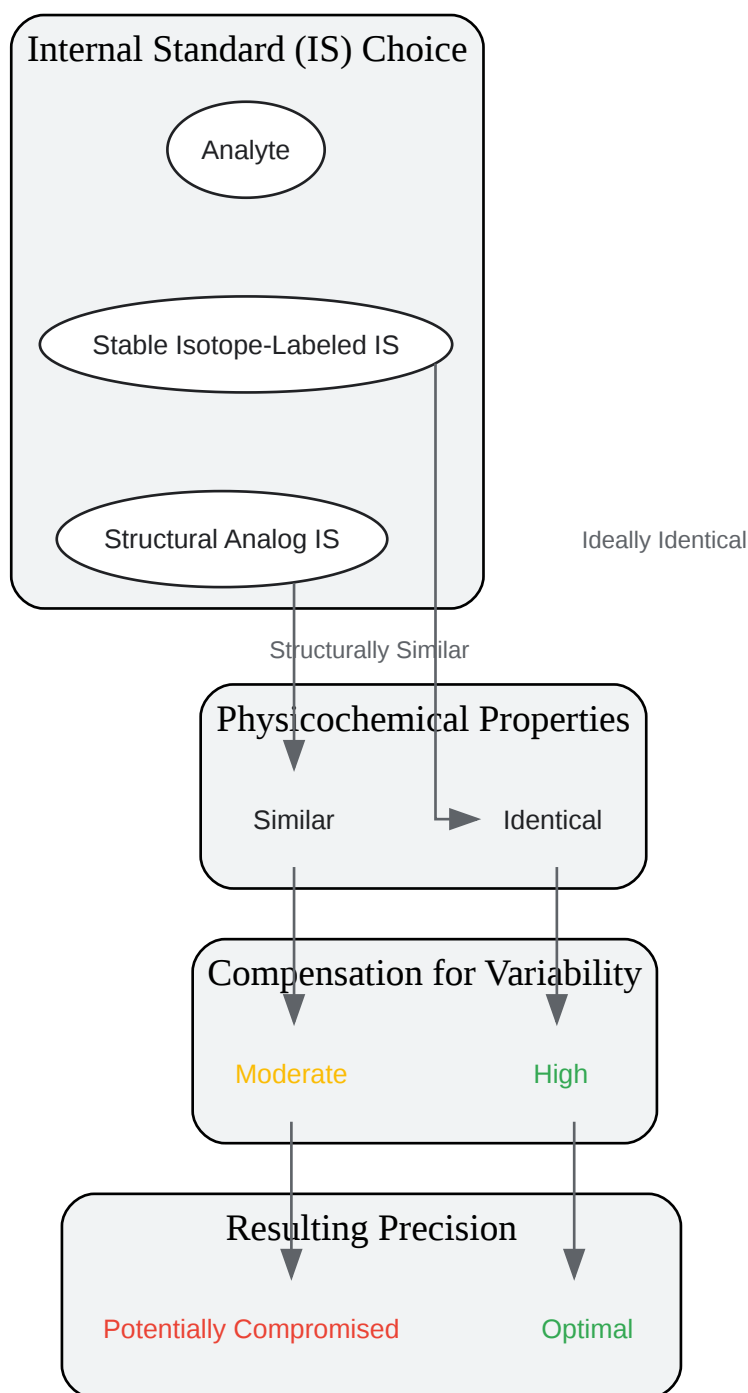 Internal Standard (IS) Choice
Analyte
Stable Isotope-Labeled IS
Structural Analog IS
Ideally Identical
Structurally Similar
Physicochemical Properties
Similar
Identical
Compensation for Variability
Moderate
High
Resulting Precision
Potentially Compromised
Optimal